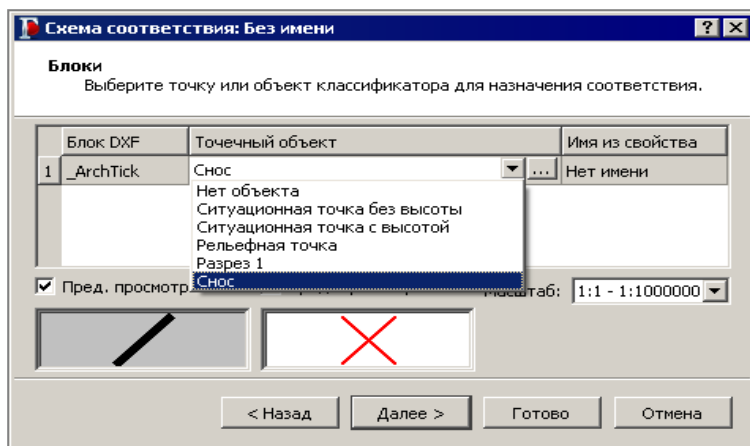 Схема соответствия: Без имени
Блоки
Выберите точку или объект классификатора для назначения соответствия.
Блок DXF Точечный объект Имя из свойства
1 _ArchTick Снос ... Нет имени
Нет объекта
Ситуационная точка без высоты
Ситуационная точка с высотой
Рельефная точка
Разрез 1
Снос
Пред. просмотр Масштаб: 1:1 - 1:1000000
< Назад Далее > Готово Отмена